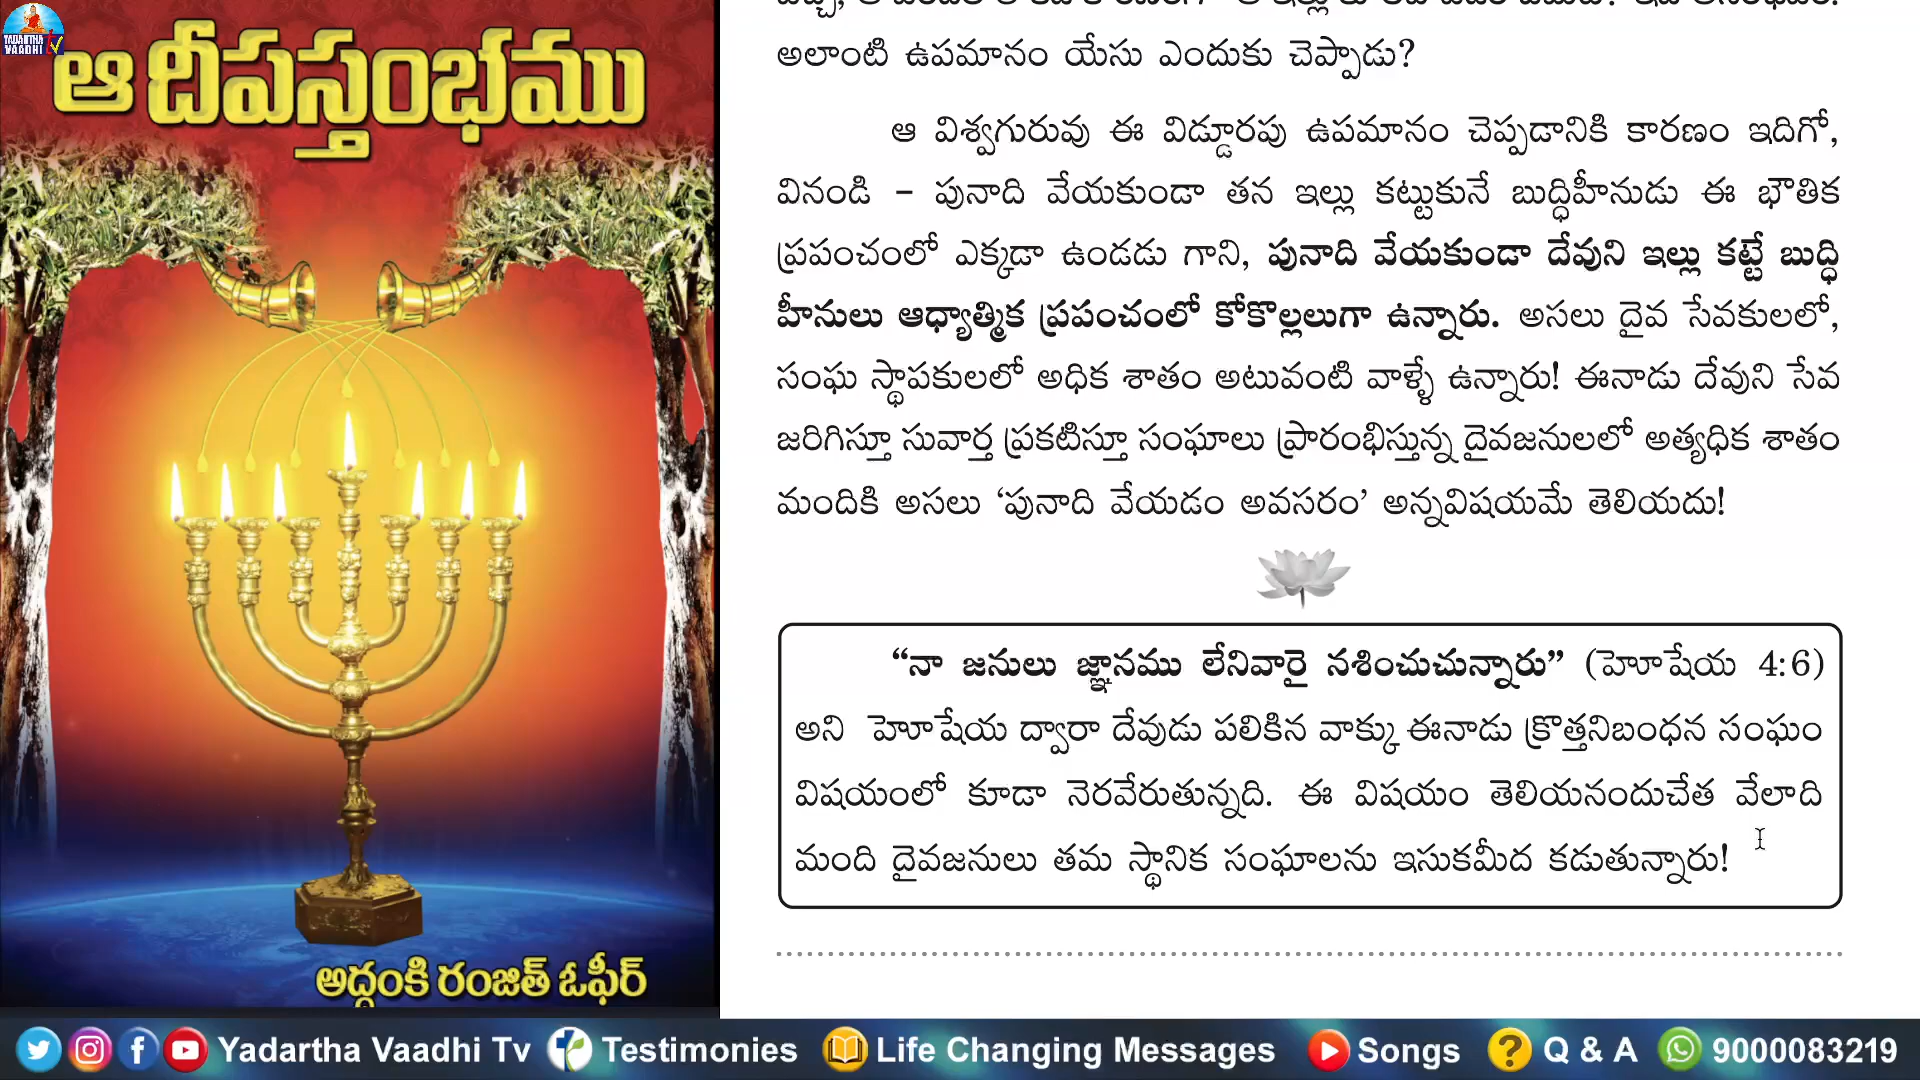 YADARTHA
VAADHI TV
ఆ దీపస్తంభము
అద్దంకి రంజిత్ ఓఫీర్
అలాంటి ఉపమానం యేసు ఎందుకు చెప్పాడు?
ఆ విశ్వగురువు ఈ విడ్డూరపు ఉపమానం చెప్పడానికి కారణం ఇదిగో,
వినండి - పునాది వేయకుండా తన ఇల్లు కట్టుకునే బుద్ధిహీనుడు ఈ భౌతిక
ప్రపంచంలో ఎక్కడా ఉండడు గాని, పునాది వేయకుండా దేవుని ఇల్లు కట్టే బుద్ధి
హీనులు ఆధ్యాత్మిక ప్రపంచంలో కోకొల్లలుగా ఉన్నారు. అసలు దైవ సేవకులలో,
సంఘ స్థాపకులలో అధిక శాతం అటువంటి వాళ్ళే ఉన్నారు! ఈనాడు దేవుని సేవ
జరిగిస్తూ సువార్త ప్రకటిస్తూ సంఘాలు ప్రారంభిస్తున్న దైవజనులలో అత్యధిక శాతం
మందికి అసలు ‘పునాది వేయడం అవసరం’ అన్నవిషయమే తెలియదు!
“నా జనులు జ్ఞానము లేనివారై నశించుచున్నారు” (హెూషేయ 4:6)
అని హెూషేయ ద్వారా దేవుడు పలికిన వాక్కు ఈనాడు క్రొత్తనిబంధన సంఘం
విషయంలో కూడా నెరవేరుతున్నది. ఈ విషయం తెలియనందుచేత వేలాది
మంది దైవజనులు తమ స్థానిక సంఘాలను ఇసుకమీద కడుతున్నారు!
Yadartha Vaadhi Tv Testimonies Life Changing Messages Songs Q & A 9000083219